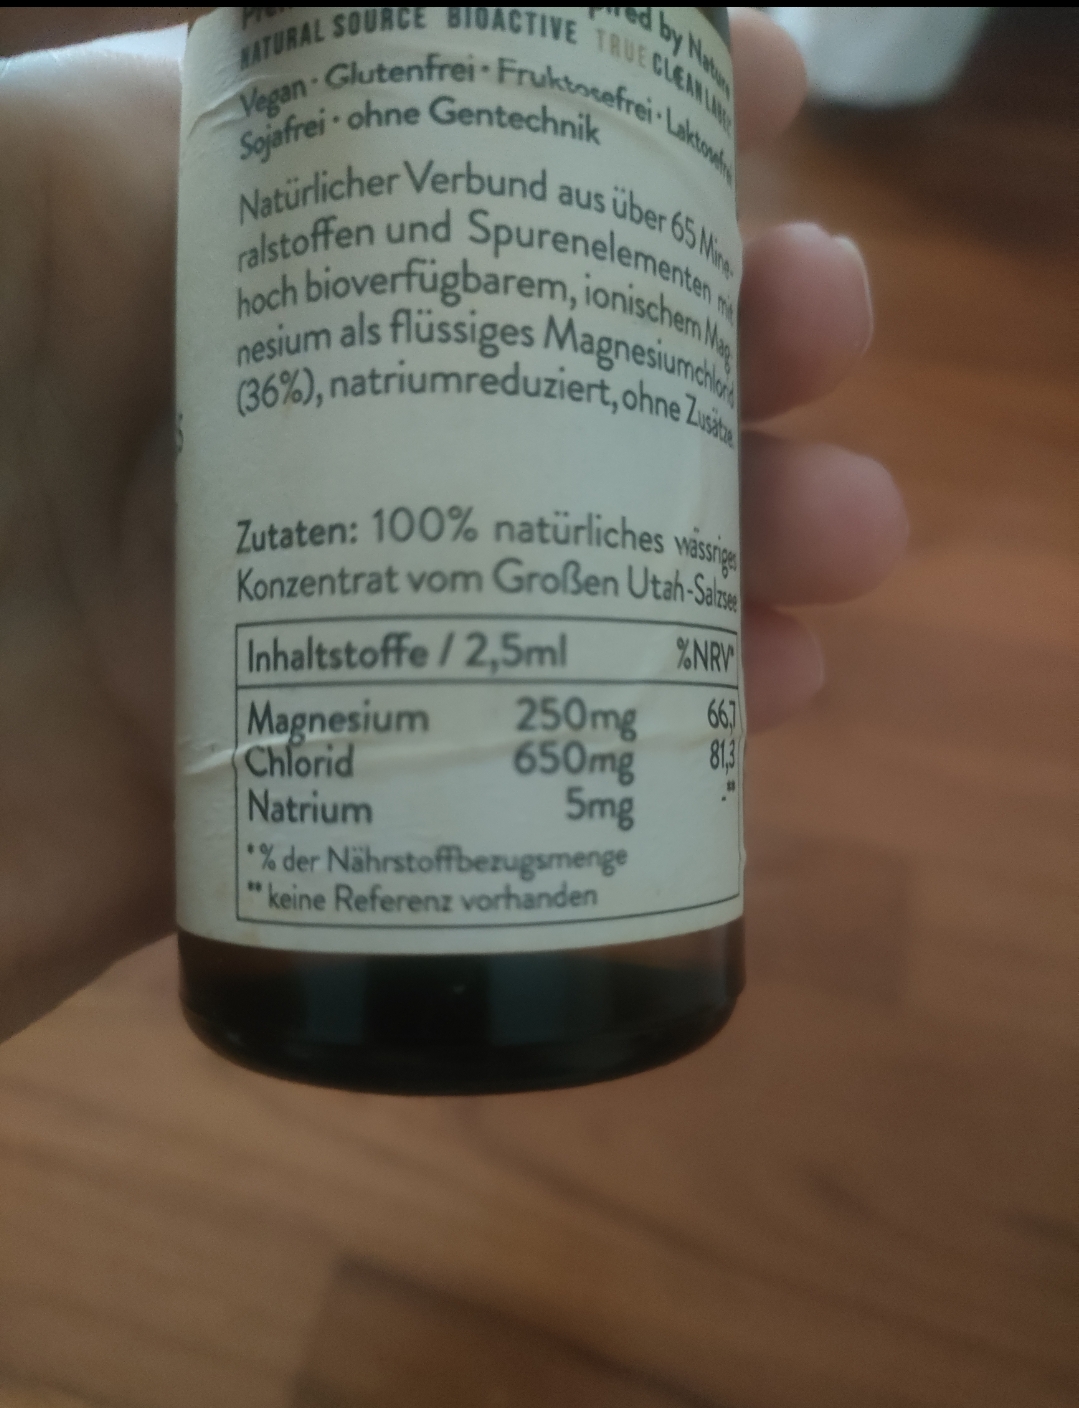 NATURAL SOURCE BIOACTIVE TRUE CLEAN LABEL
by Nature
Vegan · Glutenfrei · Fruktosefrei · Laktosefrei
Sojafrei · ohne Gentechnik
Natürlicher Verbund aus über 65 Mine-
ralstoffen und Spurenelementen mit
hoch bioverfügbarem, ionischem Mag-
nesium als flüssiges Magnesiumchlorid
(36%), natriumreduziert, ohne Zusätze.
Zutaten: 100% natürliches wässriges
Konzentrat vom Großen Utah-Salzsee
Inhaltstoffe / 2,5ml %NRV*
Magnesium 250mg 66,7
Chlorid 650mg 81,3
Natrium 5mg -**
*% der Nährstoffbezugsmenge
** keine Referenz vorhanden